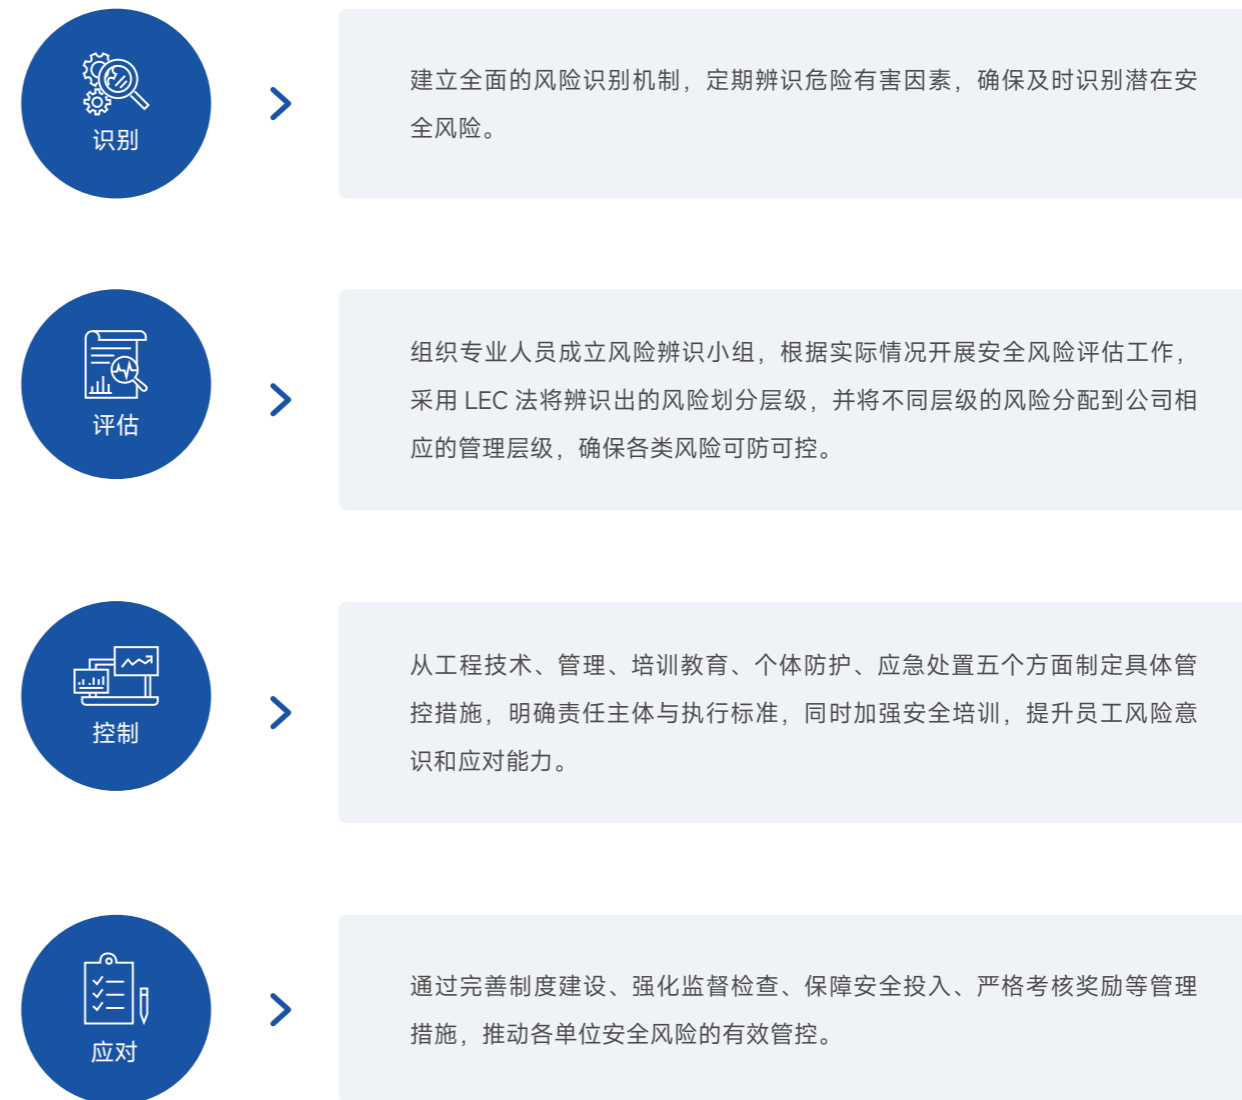 识别
建立全面的风险识别机制，定期辨识危险有害因素，确保及时识别潜在安
全风险。
评估
组织专业人员成立风险辨识小组，根据实际情况开展安全风险评估工作，
采用 LEC 法将辨识出的风险划分层级，并将不同层级的风险分配到公司相
应的管理层级，确保各类风险可防可控。
控制
从工程技术、管理、培训教育、个体防护、应急处置五个方面制定具体管
控措施，明确责任主体与执行标准，同时加强安全培训，提升员工风险意
识和应对能力。
应对
通过完善制度建设、强化监督检查、保障安全投入、严格考核奖励等管理
措施，推动各单位安全风险的有效管控。